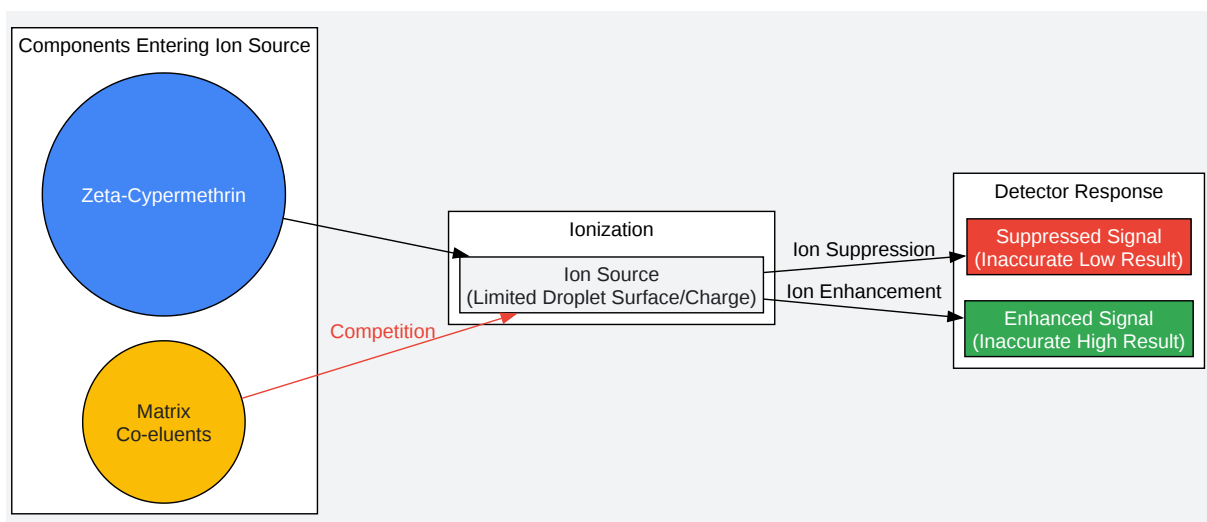 Components Entering Ion Source
Zeta-Cypermethrin
Matrix
Co-eluents
Competition
Ionization
Ion Source
(Limited Droplet Surface/Charge)
Ion Suppression
Ion Enhancement
Detector Response
Suppressed Signal
(Inaccurate Low Result)
Enhanced Signal
(Inaccurate High Result)